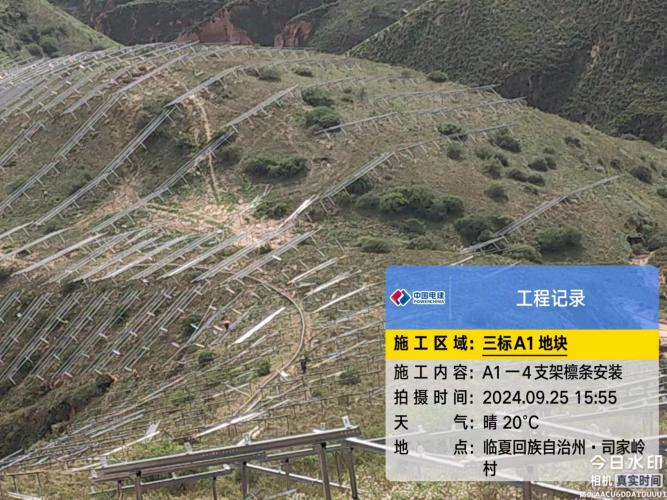 中国电建
POWERCHINA
工程记录
施工区域：三标A1地块
施工内容：A1一4支架檩条安装
拍摄时间：2024.09.25 15:55
天气：晴 20°C
地点：临夏回族自治州·司家岭
村
今日水印
相机 真实时间